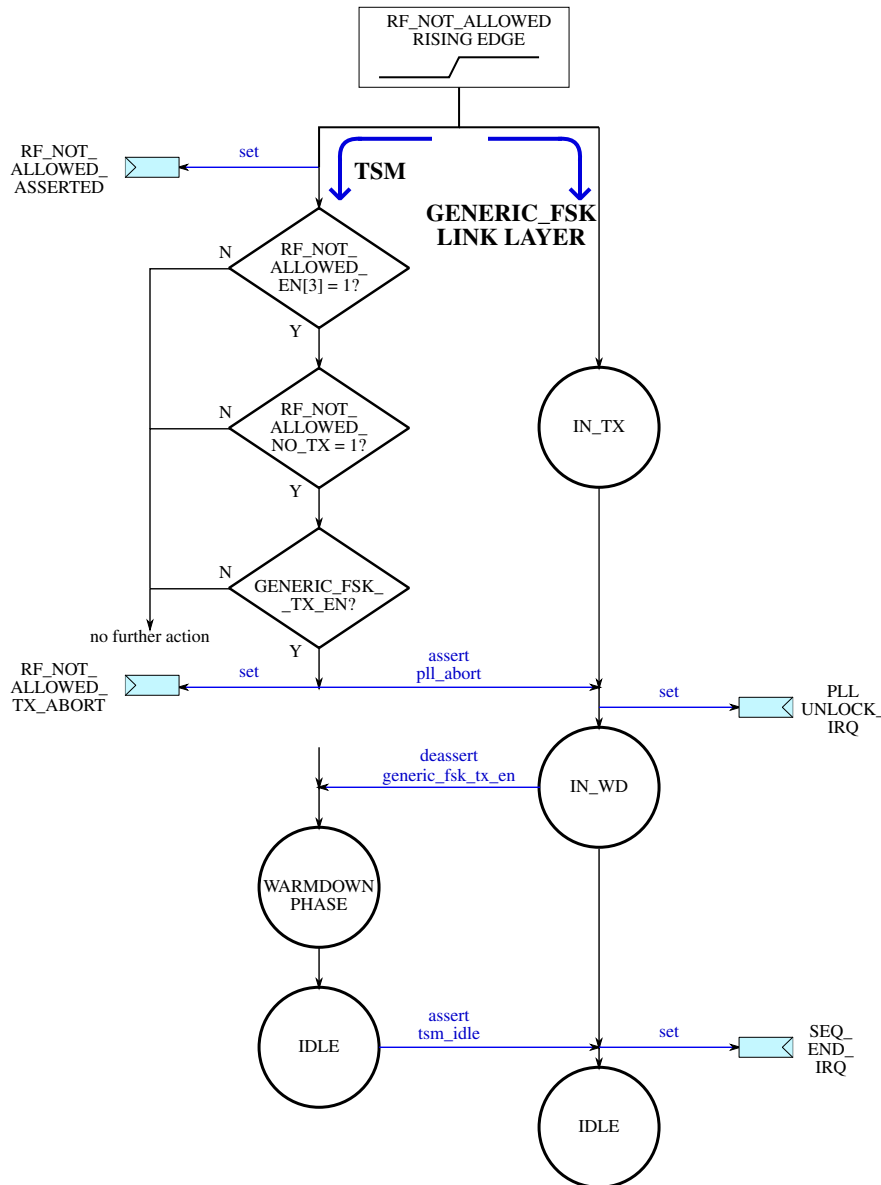 RF_NOT_ALLOWED
RISING EDGE
RF_NOT_
ALLOWED_
ASSERTED
set
TSM
GENERIC_FSK
LINK LAYER
N
RF_NOT_
ALLOWED_
EN[3] = 1?
Y
N
RF_NOT_
ALLOWED_
NO_TX = 1?
Y
IN_TX
N
GENERIC_FSK_
_TX_EN?
Y
no further action
RF_NOT_
ALLOWED_
TX_ABORT
set
assert
pll_abort
set
PLL
UNLOCK_
IRQ
deassert
generic_fsk_tx_en
IN_WD
WARMDOWN
PHASE
IDLE
assert
tsm_idle
set
SEQ_
END_
IRQ
IDLE